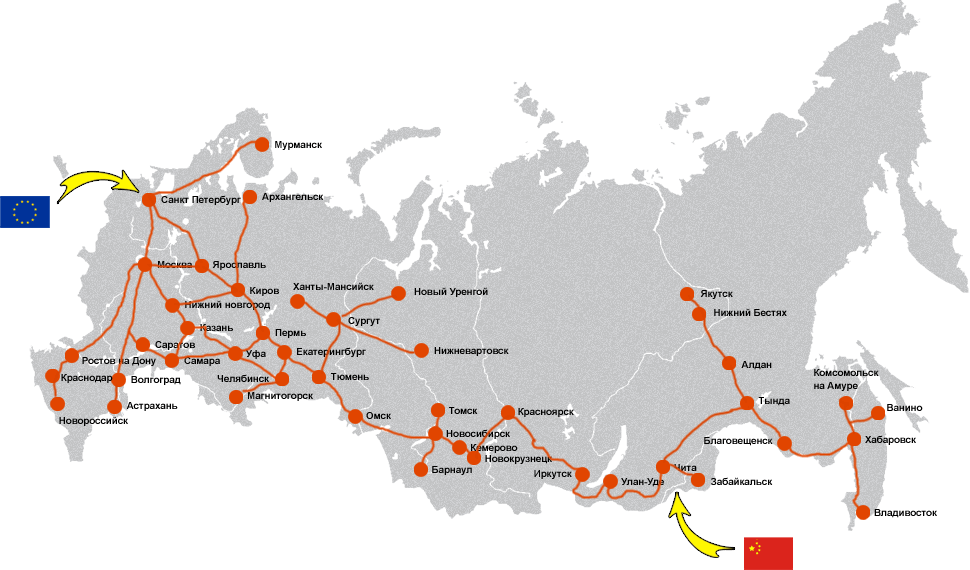 Мурманск
Санкт Петербург
Архангельск
Москва
Ярославль
Киров
Ханты-Мансийск
Новый Уренгой
Якутск
Нижний новгород
Нижний Бестях
Казань
Пермь
Сургут
Саратов
Уфа
Екатеринбург
Нижневартовск
Ростов на Дону
Самара
Алдан
Краснодар
Волгоград
Челябинск
Тюмень
Комсомольск
на Амуре
Магнитогорск
Тында
Астрахань
Ванино
Новороссийск
Омск
Томск
Красноярск
Новосибирск
Благовещенск
Хабаровск
Кемерово
Новокрузнецк
Барнаул
Иркутск
Чита
Улан-Удэ
Забайкальск
Владивосток